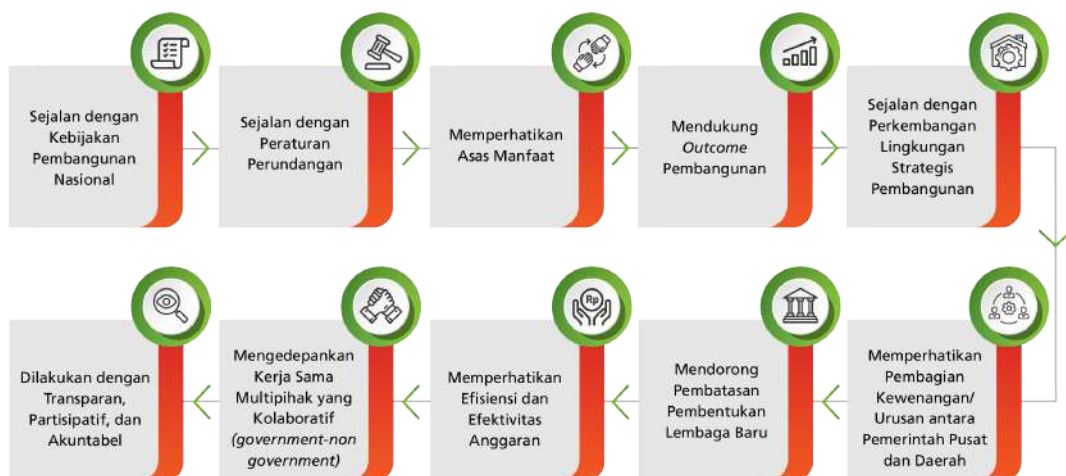 Sejalan dengan
Kebijakan
Pembangunan
Nasional
Sejalan dengan
Peraturan
Perundangan
Memperhatikan
Asas Manfaat
Mendukung
Outcome
Pembangunan
Sejalan dengan
Perkembangan
Lingkungan
Strategis
Pembangunan
Memperhatikan
Pembagian
Kewenangan/
Urusan antara
Pemerintah Pusat
dan Daerah
Mendorong
Pembatasan
Pembentukan
Lembaga Baru
Rp
Memperhatikan
Efisiensi dan
Efektivitas
Anggaran
Mengedepankan
Kerja Sama
Multipihak yang
Kolaboratif
(government-non
government)
Dilakukan dengan
Transparan,
Partisipatif, dan
Akuntabel